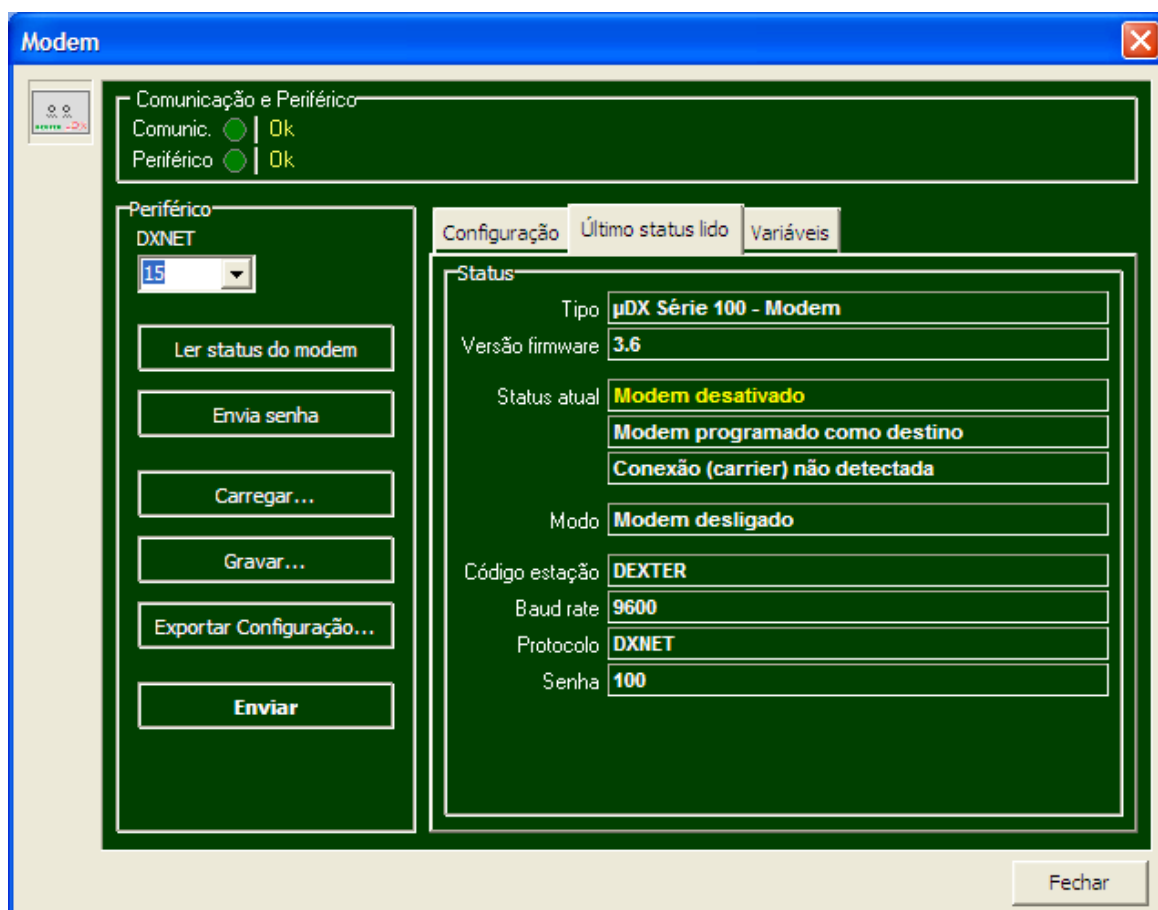 Modem
Comunicação e Periférico
Comunic. Ok
Periférico Ok
Periférico
DXNET
15
Ler status do modem
Envia senha
Carregar...
Gravar...
Exportar Configuração...
Enviar
Configuração Último status lido Variáveis
Status
Tipo µDX Série 100 - Modem
Versão firmware 3.6
Status atual Modem desativado
Modem programado como destino
Conexão (carrier) não detectada
Modo Modem desligado
Código estação DEXTER
Baud rate 9600
Protocolo DXNET
Senha 100
Fechar